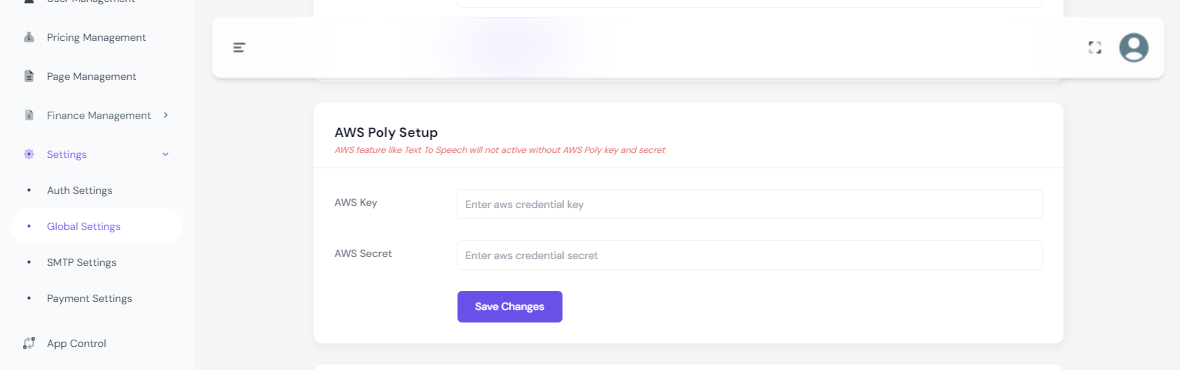 User Management
Pricing Management
Page Management
Finance Management
Settings
Auth Settings
Global Settings
SMTP Settings
Payment Settings
App Control
AWS Poly Setup
AWS feature like Text To Speech will not active without AWS Poly key and secret
AWS Key
Enter aws credential key
AWS Secret
Enter aws credential secret
Save Changes